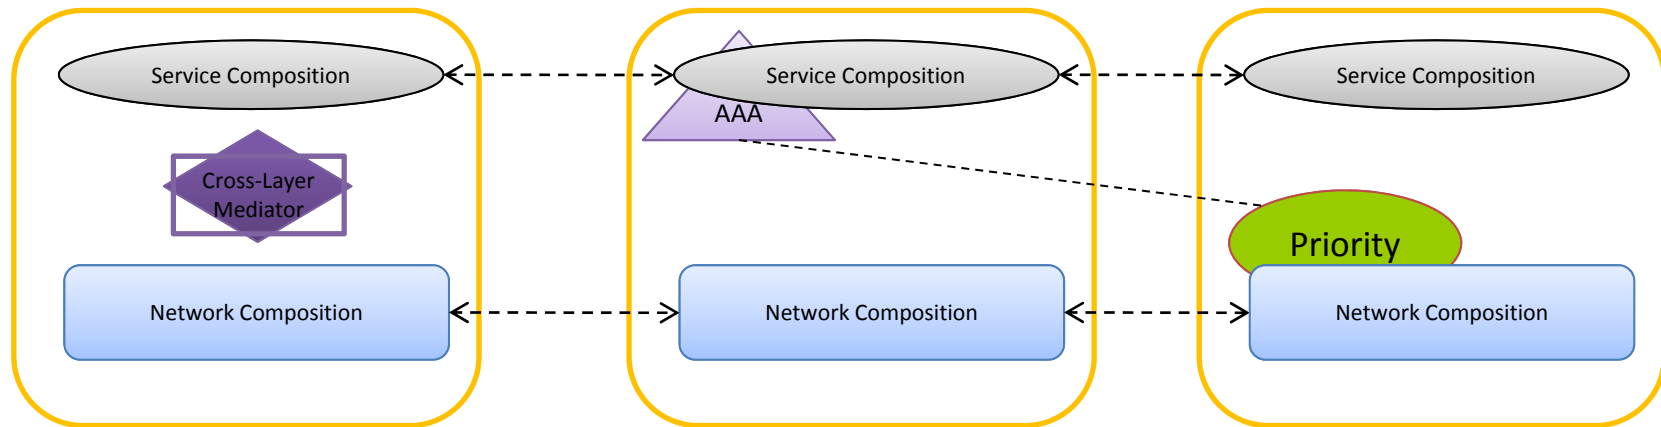 Service Composition
Service Composition
Service Composition
AAA
Cross-Layer
Mediator
Priority
Network Composition
Network Composition
Network Composition